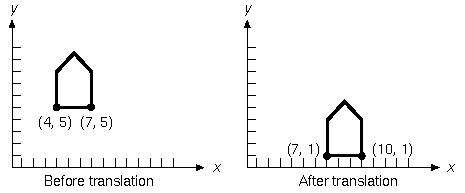 y
(4, 5) (7, 5)
x
Before translation
y
(7, 1) (10, 1)
x
After translation